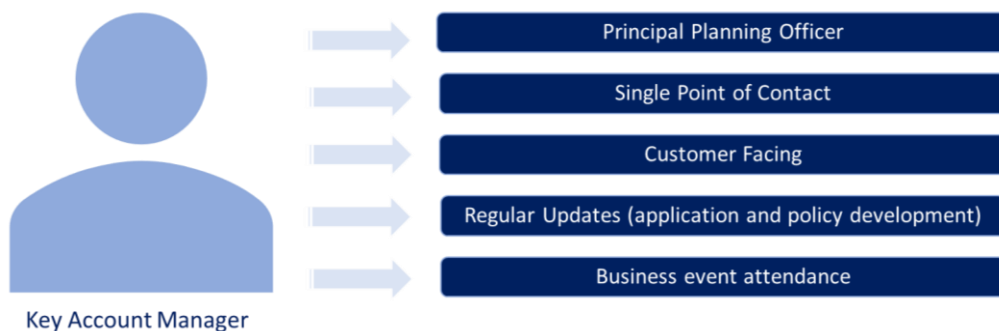 Principal Planning Officer
Single Point of Contact
Customer Facing
Regular Updates (application and policy development)
Business event attendance
Key Account Manager